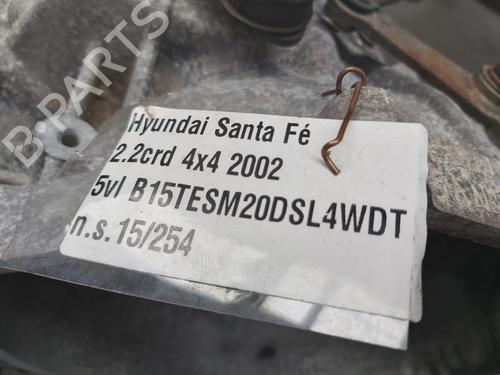 B-PARTS
Hyundai Santa Fé
2.2crd 4x4 2002
5vl B15TESM20DSL4WDT
n.s.15/254